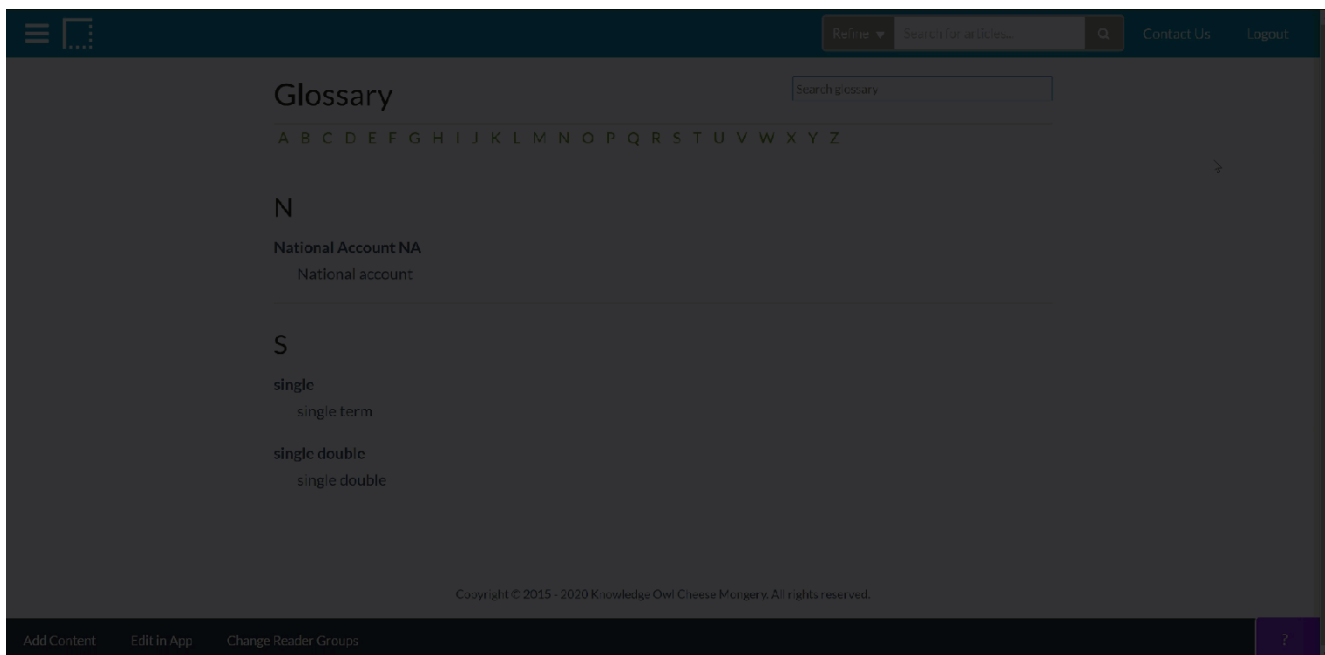 Refine Search for articles... Contact Us Logout
Glossary Search glossary
A B C D E F G H I J K L M N O P Q R S T U V W X Y Z
N
National Account NA
National account
S
single
single term
single double
single double
Copyright © 2015 - 2020 Knowledge Owl Cheese Mongery. All rights reserved.
Add Content Edit in App Change Reader Groups ?